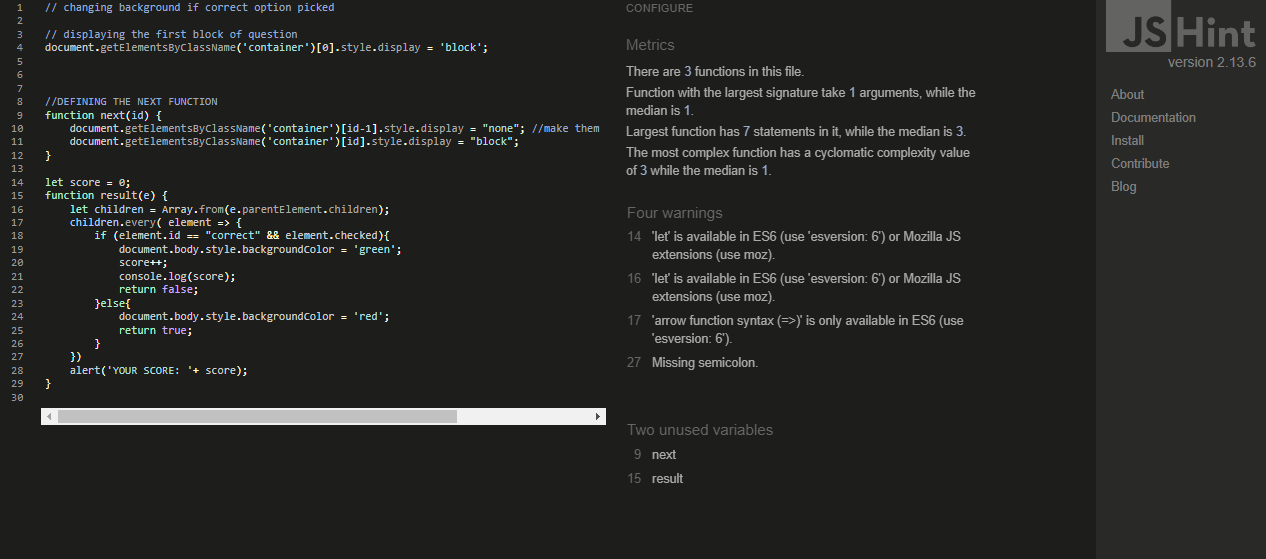 1 // changing background if correct option picked
2
3 // displaying the first block of question
4 document.getElementsByClassName('container')[0].style.display = 'block';
5
6
7
8 //DEFINING THE NEXT FUNCTION
9 function next(id) {
10 document.getElementsByClassName('container')[id-1].style.display = "none"; //make them
11 document.getElementsByClassName('container')[id].style.display = "block";
12 }
13
14 let score = 0;
15 function result(e) {
16 let children = Array.from(e.parentElement.children);
17 children.every( element => {
18 if (element.id == "correct" && element.checked){
19 document.body.style.backgroundColor = 'green';
20 score++;
21 console.log(score);
22 return false;
23 }else{
24 document.body.style.backgroundColor = 'red';
25 return true;
26 }
27 })
28 alert('YOUR SCORE: '+ score);
29 }
30
CONFIGURE
Metrics
There are 3 functions in this file.
Function with the largest signature take 1 arguments, while the
median is 1.
Largest function has 7 statements in it, while the median is 3.
The most complex function has a cyclomatic complexity value
of 3 while the median is 1.
Four warnings
14 'let' is available in ES6 (use 'esversion: 6') or Mozilla JS
extensions (use moz).
16 'let' is available in ES6 (use 'esversion: 6') or Mozilla JS
extensions (use moz).
17 'arrow function syntax (=>)' is only available in ES6 (use
'esversion: 6').
27 Missing semicolon.
Two unused variables
9 next
15 result
JSHint
version 2.13.6
About
Documentation
Install
Contribute
Blog